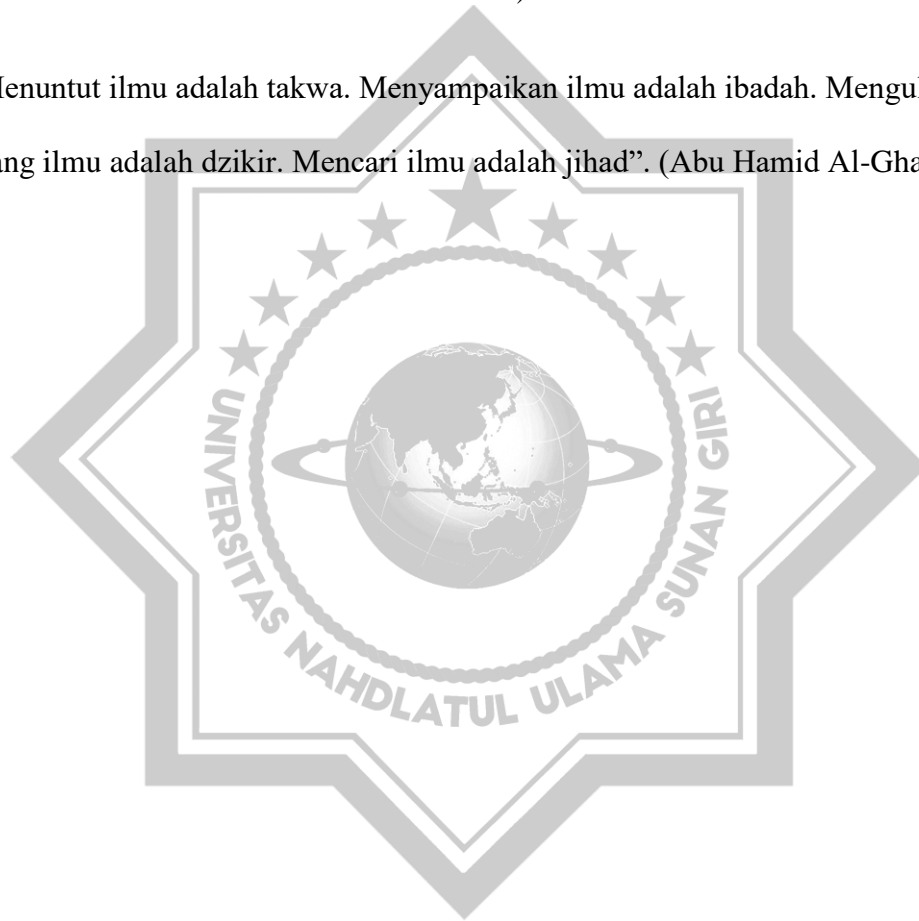 enuntut ilmu adalah takwa. Menyampaikan ilmu adalah ibadah. Mengul
ang ilmu adalah dzikir. Mencari ilmu adalah jihad”. (Abu Hamid Al-Gha
UNIVERSITAS NAHDLATUL ULAMA SUNAN GIRI